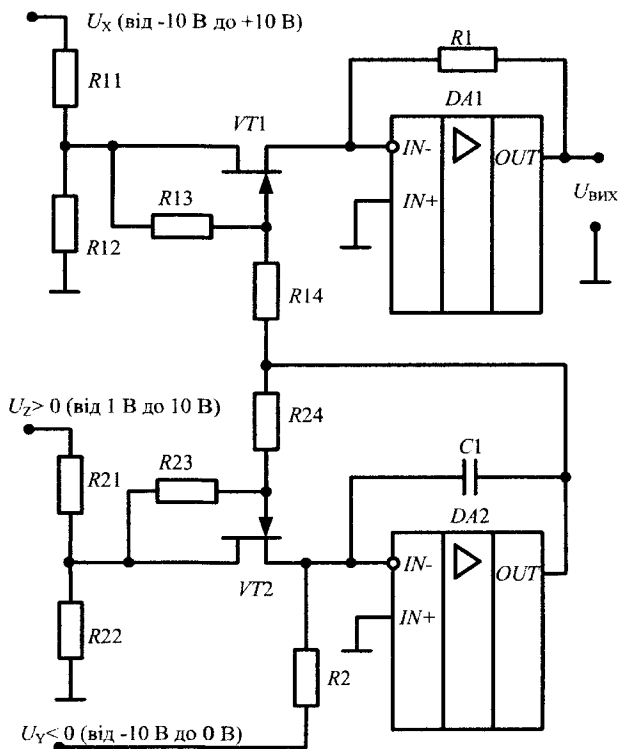 U_X (від -10 В до +10 В)
R11
R1
DA1
VT1
IN-
OUT
IN+
U_ВИХ
R13
R12
R14
U_Z> 0 (від 1 В до 10 В)
R24
R21
R23
C1
DA2
IN-
OUT
VT2
IN+
R22
R2
U_Y< 0 (від -10 В до 0 В)